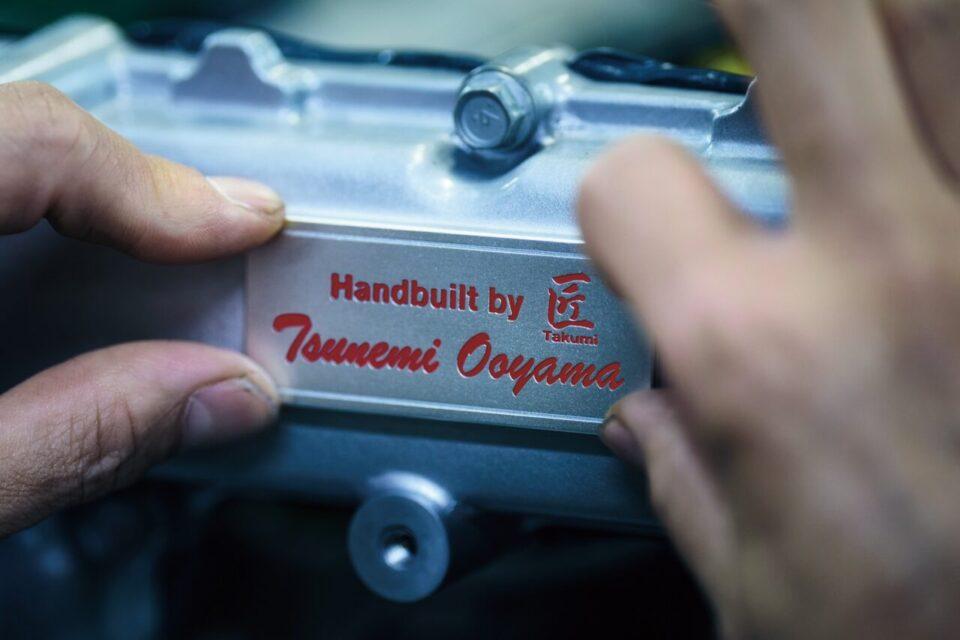 Handbuilt by 匠
Takumi
Tsunemi Ooyama